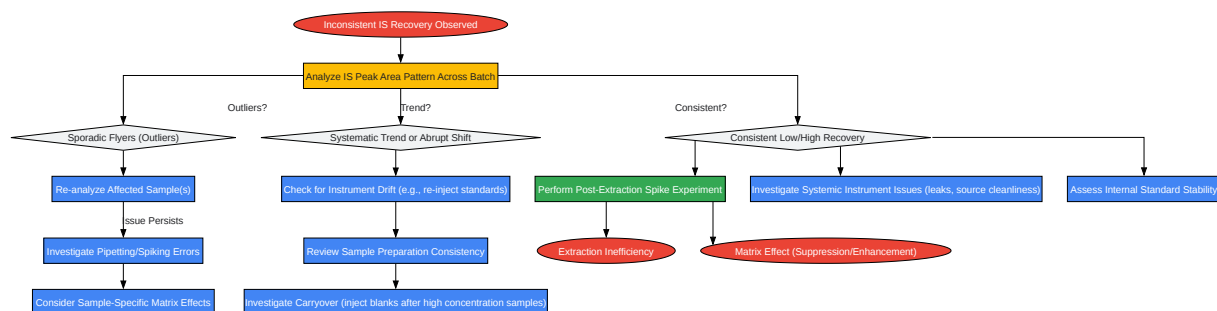 Inconsistent IS Recovery Observed
Analyze IS Peak Area Pattern Across Batch
Outliers?
Trend?
Consistent?
Sporadic Flyers (Outliers)
Systematic Trend or Abrupt Shift
Consistent Low/High Recovery
Re-analyze Affected Sample(s)
Check for Instrument Drift (e.g., re-inject standards)
Perform Post-Extraction Spike Experiment
Investigate Systemic Instrument Issues (leaks, source cleanliness)
Assess Internal Standard Stability
Issue Persists
Investigate Pipetting/Spiking Errors
Review Sample Preparation Consistency
Extraction Inefficiency
Matrix Effect (Suppression/Enhancement)
Consider Sample-Specific Matrix Effects
Investigate Carryover (inject blanks after high concentration samples)